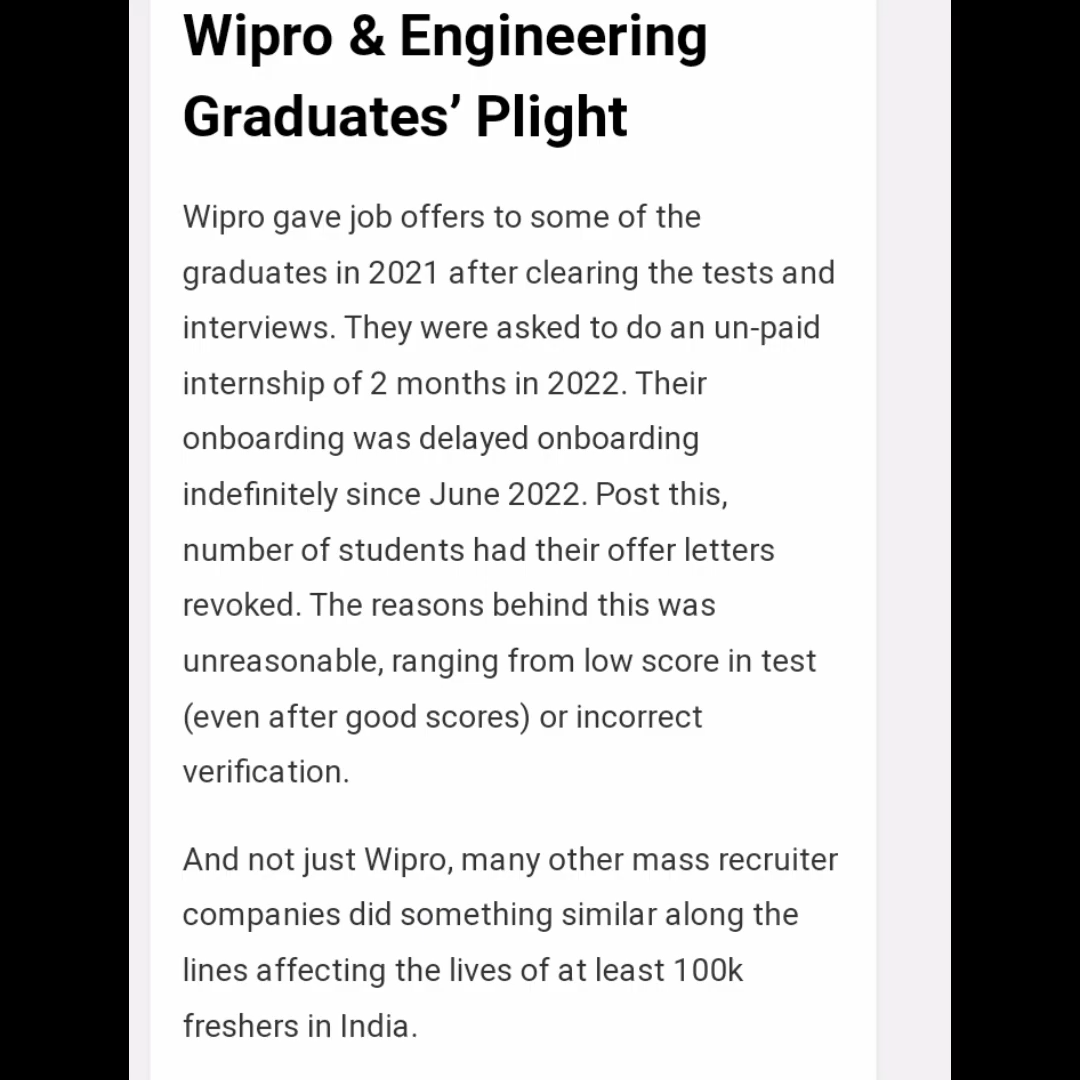 Wipro & Engineering
Graduates’ Plight
Wipro gave job offers to some of the
graduates in 2021 after clearing the tests and
interviews. They were asked to do an un-paid
internship of 2 months in 2022. Their
onboarding was delayed onboarding
indefinitely since June 2022. Post this,
number of students had their offer letters
revoked. The reasons behind this was
unreasonable, ranging from low score in test
(even after good scores) or incorrect
verification.
And not just Wipro, many other mass recruiter
companies did something similar along the
lines affecting the lives of at least 100k
freshers in India.